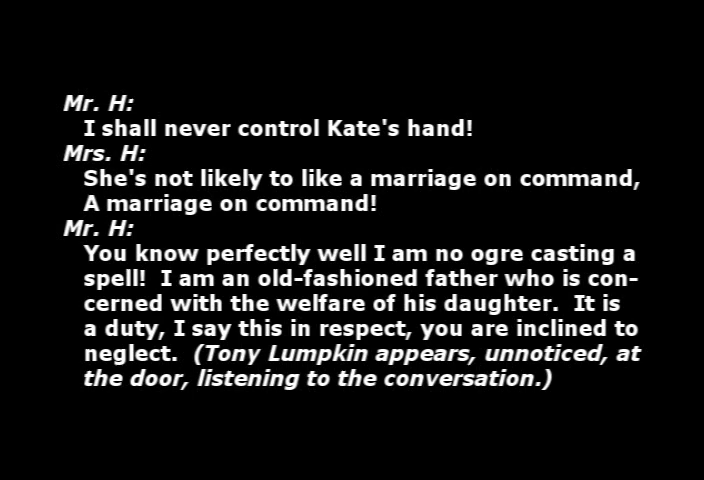 Mr. H:
I shall never control Kate's hand!
Mrs. H:
She's not likely to like a marriage on command,
A marriage on command!
Mr. H:
You know perfectly well I am no ogre casting a
spell!  I am an old-fashioned father who is con-
cerned with the welfare of his daughter.  It is
a duty, I say this in respect, you are inclined to
neglect.  (Tony Lumpkin appears, unnoticed, at
the door, listening to the conversation.)